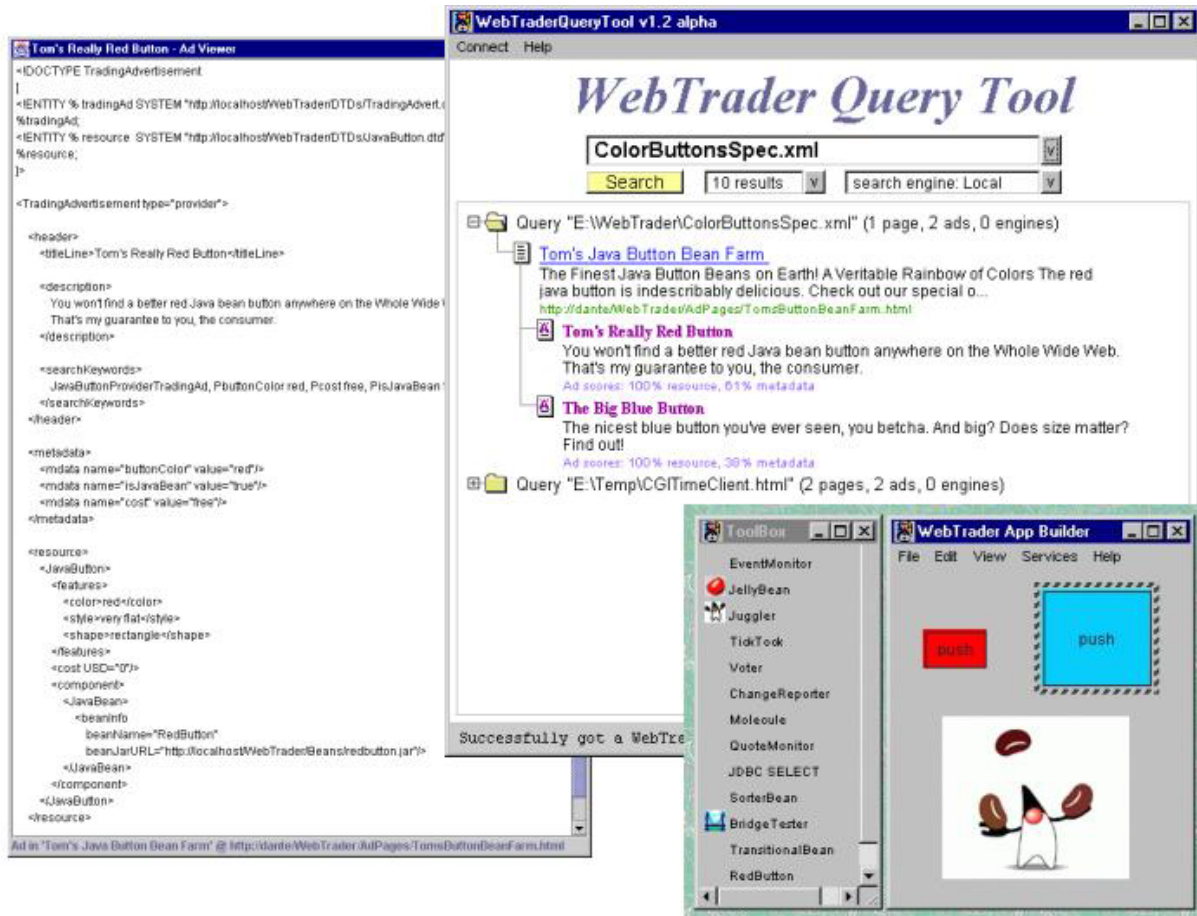 Tom's Really Red Button - Ad Viewer
<!DOCTYPE TradingAdvertisement
[
<!ENTITY % tradingAd SYSTEM "http://localhost/WebTrader/DTDs/TradingAdvert.
%tradingAd;
<!ENTITY % resource SYSTEM "http://localhost/WebTrader/DTDs/JavaButton.dtd"
%resource;
]>
<TradingAdvertisement type="provider">
<header>
<titleLine>Tom's Really Red Button</titleLine>
<description>
You won't find a better red Java bean button anywhere on the Whole Wide
That's my guarantee to you, the consumer.
</description>
<searchKeywords>
JavaButtonProviderTradingAd, PbuttonColor red, Pcost free, PisJavaBean
</searchKeywords>
</header>
<metadata>
<mdata name="buttonColor" value="red"/>
<mdata name="isJavaBean" value="true"/>
<mdata name="cost" value="free"/>
</metadata>
<resource>
<JavaButton>
<features>
<color>red</color>
<style>very flat</style>
<shape>rectangle</shape>
</features>
<cost USD="0"/>
<component>
<JavaBean>
<beanInfo
beanName="RedButton"
beanJarURL="http://localhost/WebTrader/Beans/redbutton.jar"/>
</JavaBean>
</component>
</JavaButton>
</resource>
Ad in 'Tom's Java Button Bean Farm' @ http://dante/WebTrader/AdPages/TomsButtonBeanFarm.html
WebTraderQueryTool v1.2 alpha
Connect Help
WebTrader Query Tool
ColorButtonsSpec.xml
Search 10 results search engine: Local
Query "E:\WebTrader\ColorButtonsSpec.xml" (1 page, 2 ads, 0 engines)
Tom's Java Button Bean Farm
The Finest Java Button Beans on Earth! A Veritable Rainbow of Colors The red
java button is indescribably delicious. Check out our special o...
http://dante/WebTrader/AdPages/TomsButtonBeanFarm.html
Tom's Really Red Button
You won't find a better red Java bean button anywhere on the Whole Wide Web.
That's my guarantee to you, the consumer.
Ad scores: 100% resource, 61% metadata
The Big Blue Button
The nicest blue button you've ever seen, you betcha. And big? Does size matter?
Find out!
Ad scores: 100% resource, 38% metadata
Query "E:\Temp\CGITimeClient.html" (2 pages, 2 ads, 0 engines)
Successfully got a WebTra
ToolBox
EventMonitor
JellyBean
Juggler
TickTock
Voter
ChangeReporter
Molecule
QuoteMonitor
JDBC SELECT
SorterBean
BridgeTester
TransitionalBean
RedButton
WebTrader App Builder
File Edit View Services Help
push
push